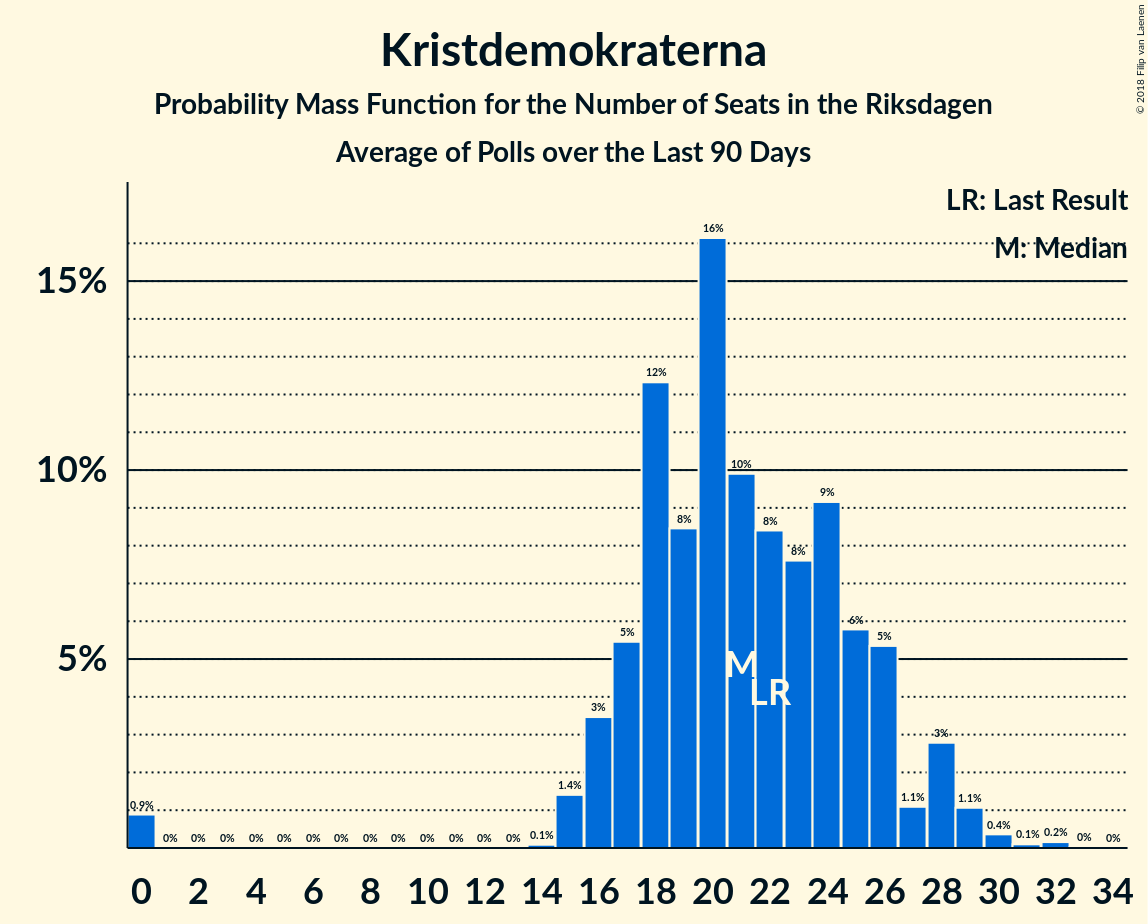 Kristdemokraterna
Probability Mass Function for the Number of Seats in the Riksdagen
Average of Polls over the Last 90 Days
© 2018 Filip van Laenen
LR: Last Result
M: Median
15%
10%
5%
0.9% 0% 0% 0% 0% 0% 0% 0% 0% 0% 0% 0% 0% 0% 0.1% 1.4% 3% 5% 12% 8% 16% 10% 8% 8% 9% 6% 5% 1.1% 3% 1.1% 0.4% 0.1% 0.2% 0% 0%
M
LR
0 2 4 6 8 10 12 14 16 18 20 22 24 26 28 30 32 34